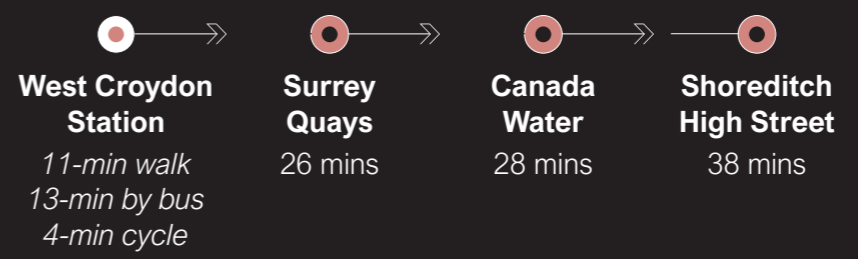 West Croydon
Station
11-min walk
13-min by bus
4-min cycle
Surrey
Quays
26 mins
Canada
Water
28 mins
Shoreditch
High Street
38 mins